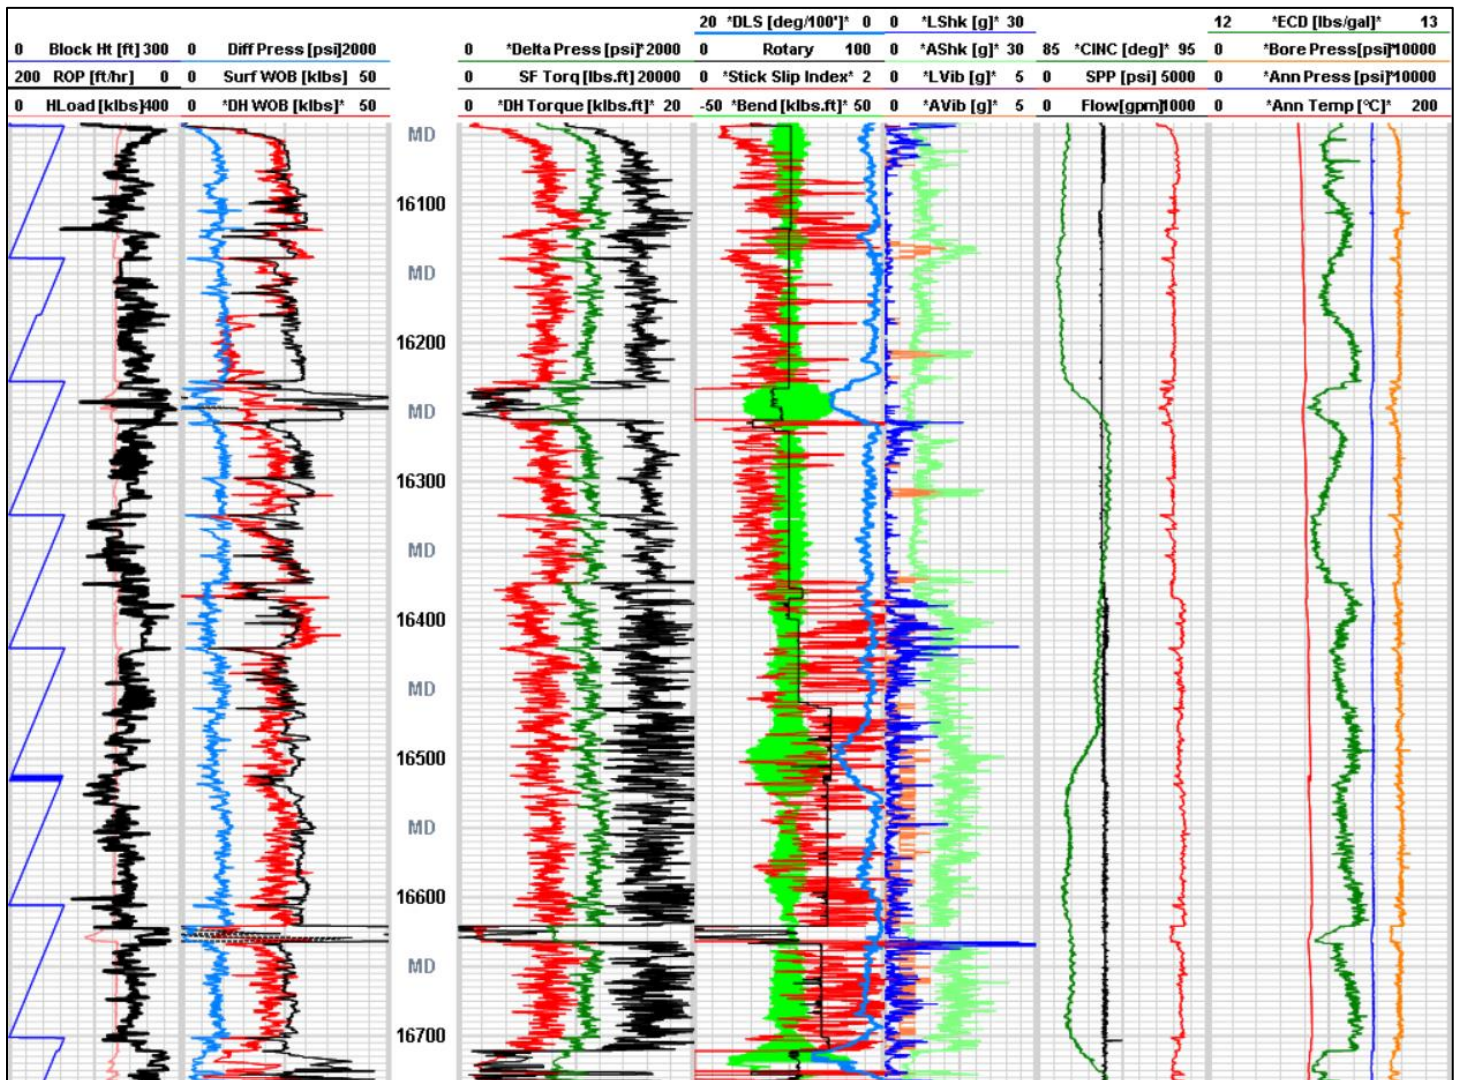 20 *DLS [deg/100']* 0 0 *LShk [g]* 30 12 *ECD [lbs/gal]* 13
0 Block Ht [ft] 300 0 Diff Press [psi]2000 0 *Delta Press [psi]*2000 0 Rotary 100 0 *AShk [g]* 30 85 *CINC [deg]* 95 0 *Bore Press[psi]*10000
200 ROP [ft/hr] 0 0 Surf WOB [klbs] 50 0 SF Torq [lbs.ft] 20000 0 *Stick Slip Index* 2 0 *LVib [g]* 5 0 SPP [psi] 5000 0 *Ann Press [psi]*10000
0 HLoad [klbs]400 0 *DH WOB [klbs]* 50 0 *DH Torque [klbs.ft]* 20 -50 *Bend [klbs.ft]* 50 0 *AVib [g]* 5 0 Flow[gpm]1000 0 *Ann Temp [°C]* 200
MD
16100
MD
16200
MD
16300
MD
16400
MD
16500
MD
16600
MD
16700